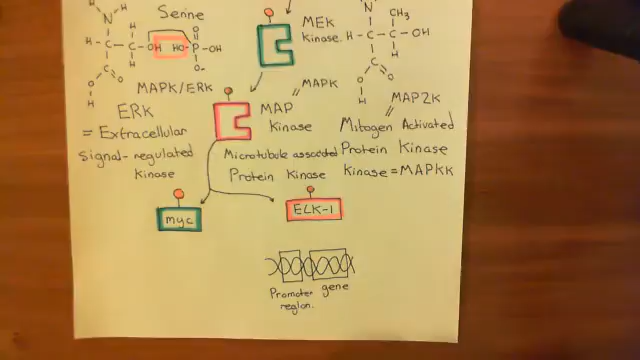 H H
N
Serine
H
O
H - C - C - OH HO - P - OH
H H
O-
C
O
O
H
MAPK/ERK
ERK
= Extracellular
Signal-regulated
Kinase
MEK
Kinase.
MAPK
MAP
Kinase
Microtubule associated
Protein Kinase
N
H
CH3
H - C - C - OH
H
C
O
O
H
MAP2K
Mitogen Activated
Protein Kinase
Kinase = MAPKK
myc
ELK-1
Promoter gene
region.